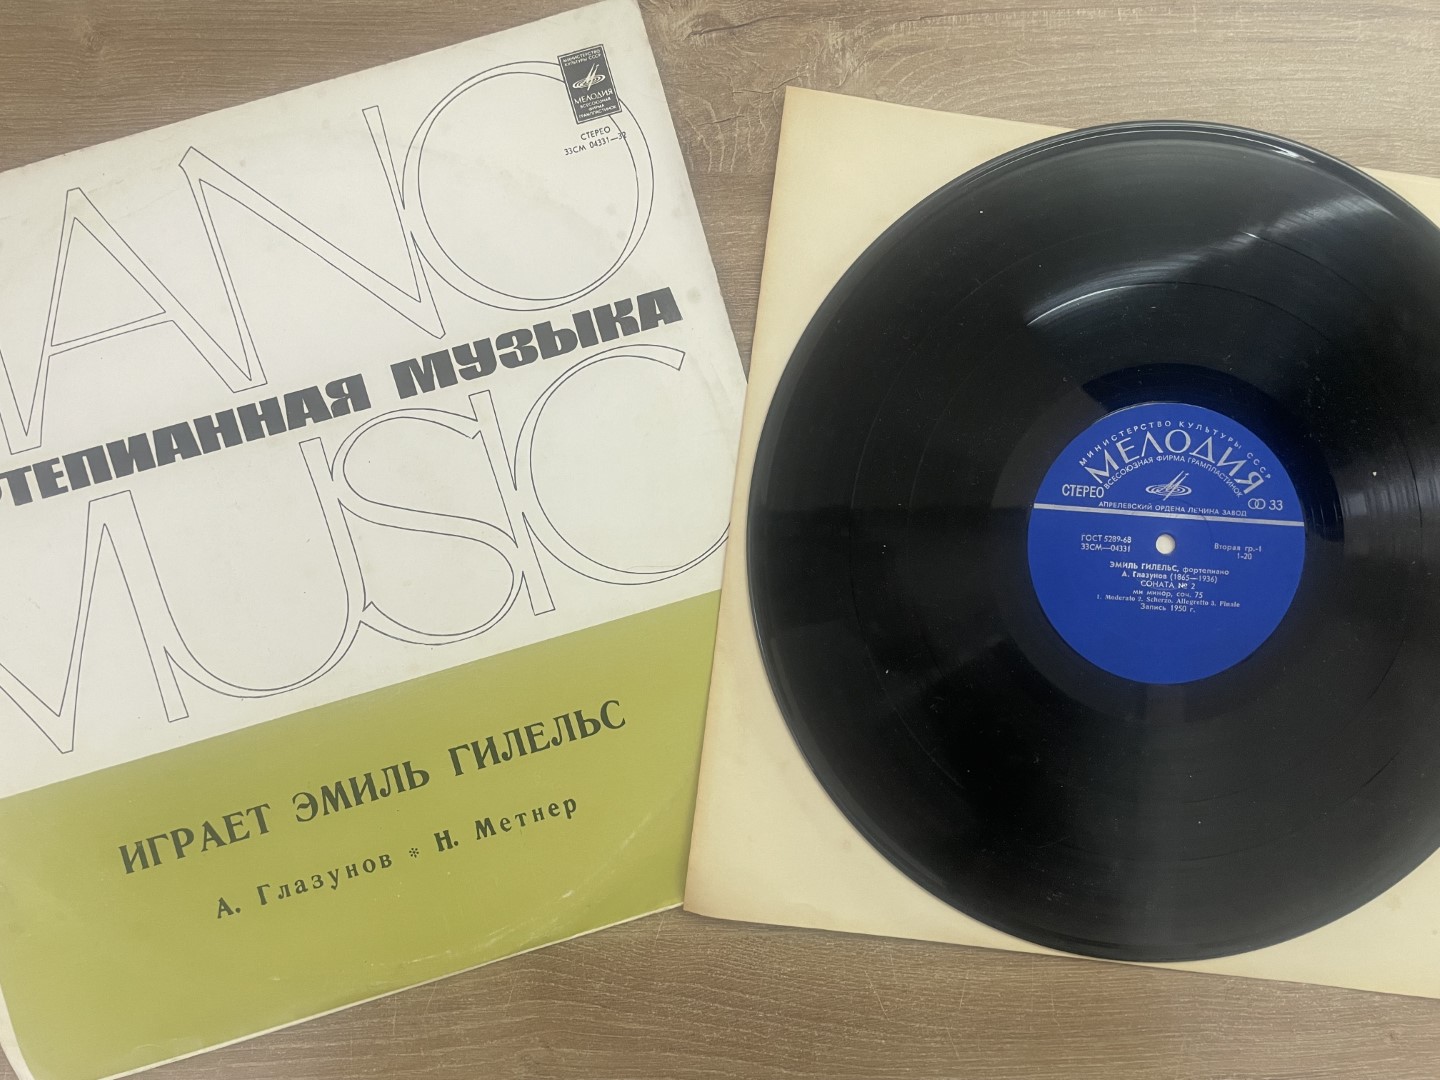 МИНИСТЕРСТВО
КУЛЬТУРЫ СССР
МЕЛОДИЯ
ВСЕСОЮЗНАЯ
ФИРМА
ГРАМПЛАСТИНОК
СТЕРЕО
33СМ 04331—32
ANO
ТЕПИАННАЯ МУЗЫКА
MUSIC
ИГРАЕТ ЭМИЛЬ ГИЛЕЛЬС
А. Глазунов * Н. Метнер
МИНИСТЕРСТВО КУЛЬТУРЫ СССР
МЕЛОДИЯ
ВСЕСОЮЗНАЯ ФИРМА ГРАМПЛАСТИНОК
СТЕРЕО 33
АПРЕЛЕВСКИЙ ОРДЕНА ЛЕНИНА ЗАВОД
ГОСТ 5289-68
33СМ—04331
Вторая гр.-1
1-20
ЭМИЛЬ ГИЛЕЛЬС, фортепиано
А. Глазунов (1865—1936)
СОНАТА № 2
ми минор, соч. 75
1. Moderato 2. Scherzo. Allegretto 3. Finale
Запись 1950 г.